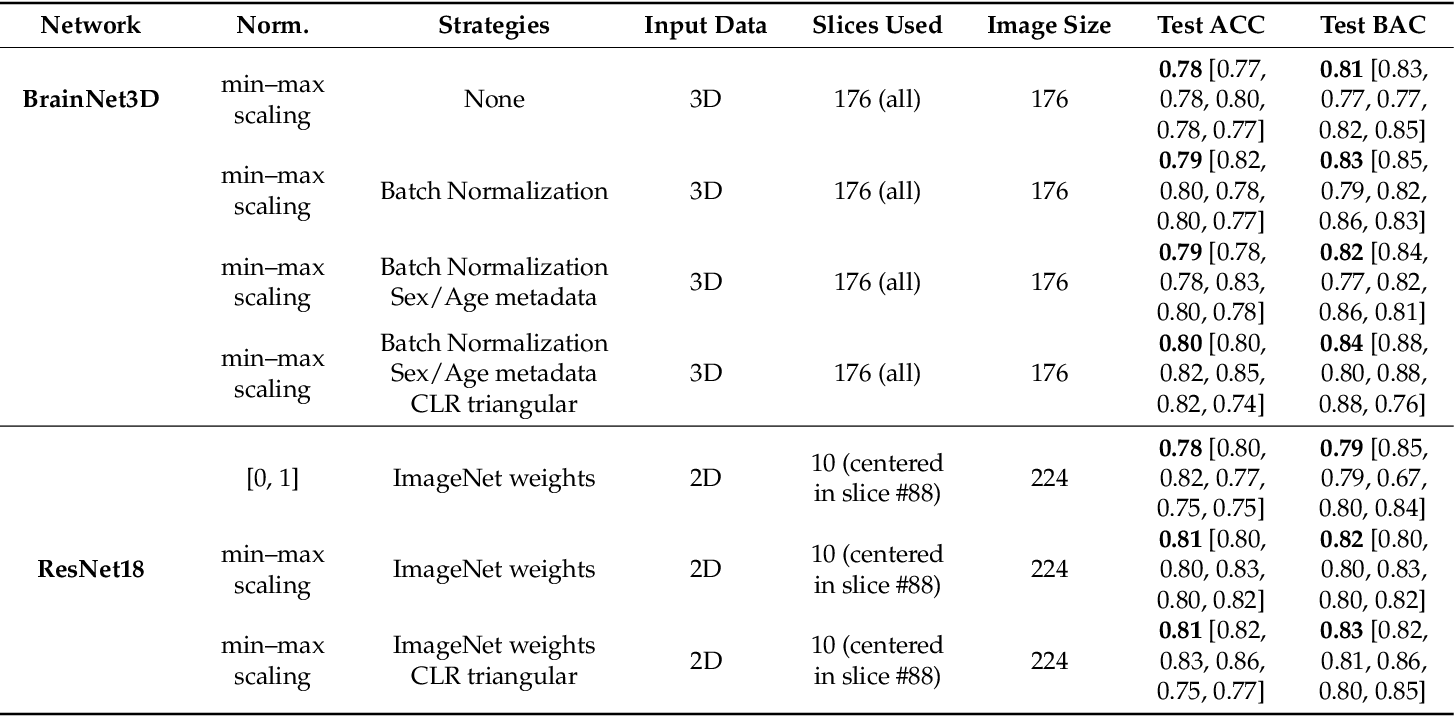 Network Norm. Strategies Input Data Slices Used Image Size Test ACC Test BAC
BrainNet3D min–max scaling None 3D 176 (all) 176 0.78 [0.77, 0.78, 0.80, 0.78, 0.77] 0.81 [0.83, 0.77, 0.77, 0.82, 0.85]
min–max scaling Batch Normalization 3D 176 (all) 176 0.79 [0.82, 0.80, 0.78, 0.80, 0.77] 0.83 [0.85, 0.79, 0.82, 0.86, 0.83]
min–max scaling Batch Normalization Sex/Age metadata 3D 176 (all) 176 0.79 [0.78, 0.78, 0.83, 0.80, 0.78] 0.82 [0.84, 0.77, 0.82, 0.86, 0.81]
min–max scaling Batch Normalization Sex/Age metadata CLR triangular 3D 176 (all) 176 0.80 [0.80, 0.82, 0.85, 0.82, 0.74] 0.84 [0.88, 0.80, 0.88, 0.88, 0.76]
[0, 1] ImageNet weights 2D 10 (centered in slice #88) 224 0.78 [0.80, 0.82, 0.77, 0.75, 0.75] 0.79 [0.85, 0.79, 0.67, 0.80, 0.84]
ResNet18 min–max scaling ImageNet weights 2D 10 (centered in slice #88) 224 0.81 [0.80, 0.80, 0.83, 0.80, 0.82] 0.82 [0.80, 0.80, 0.83, 0.80, 0.82]
min–max scaling ImageNet weights CLR triangular 2D 10 (centered in slice #88) 224 0.81 [0.82, 0.83, 0.86, 0.75, 0.77] 0.83 [0.82, 0.81, 0.86, 0.80, 0.85]